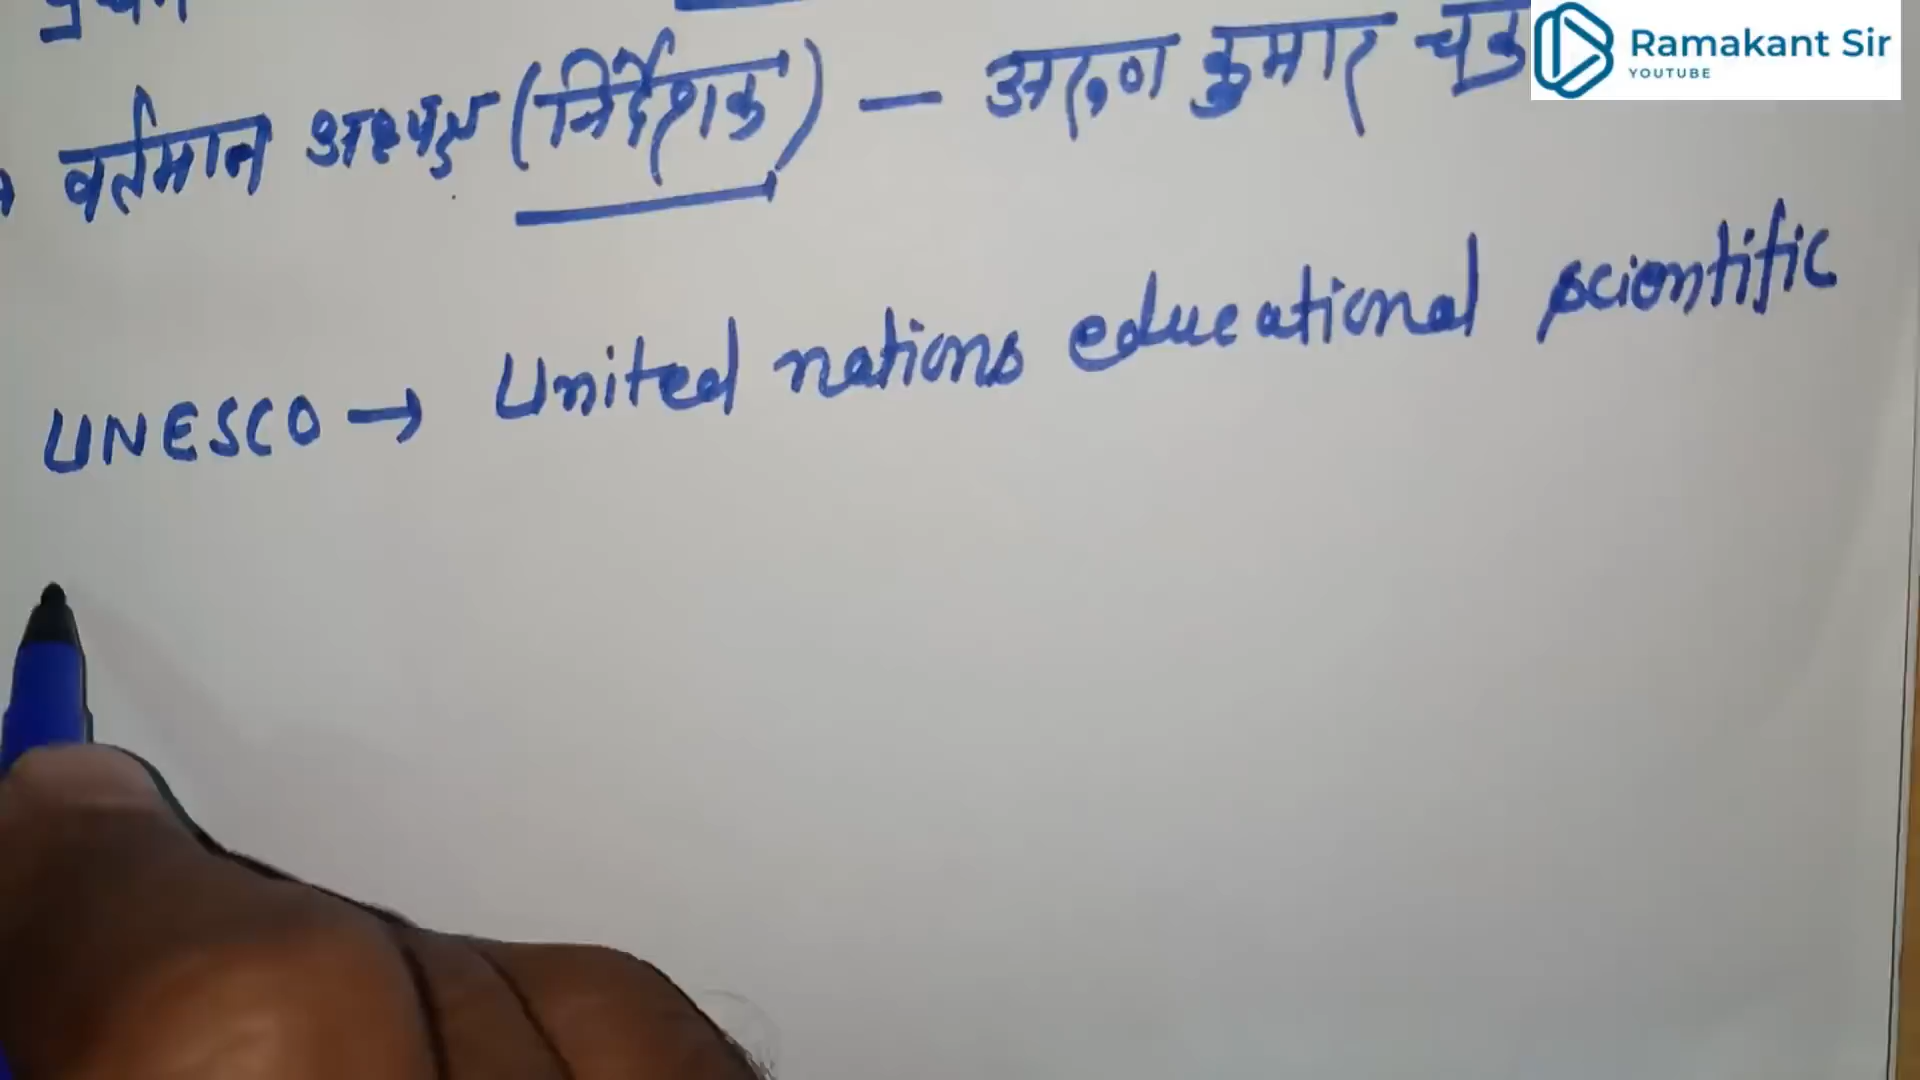 वर्तमान अध्यक्ष (निर्देशक) — अरुण कुमार
Ramakant Sir
YOUTUBE
UNESCO → United nations educational scientific